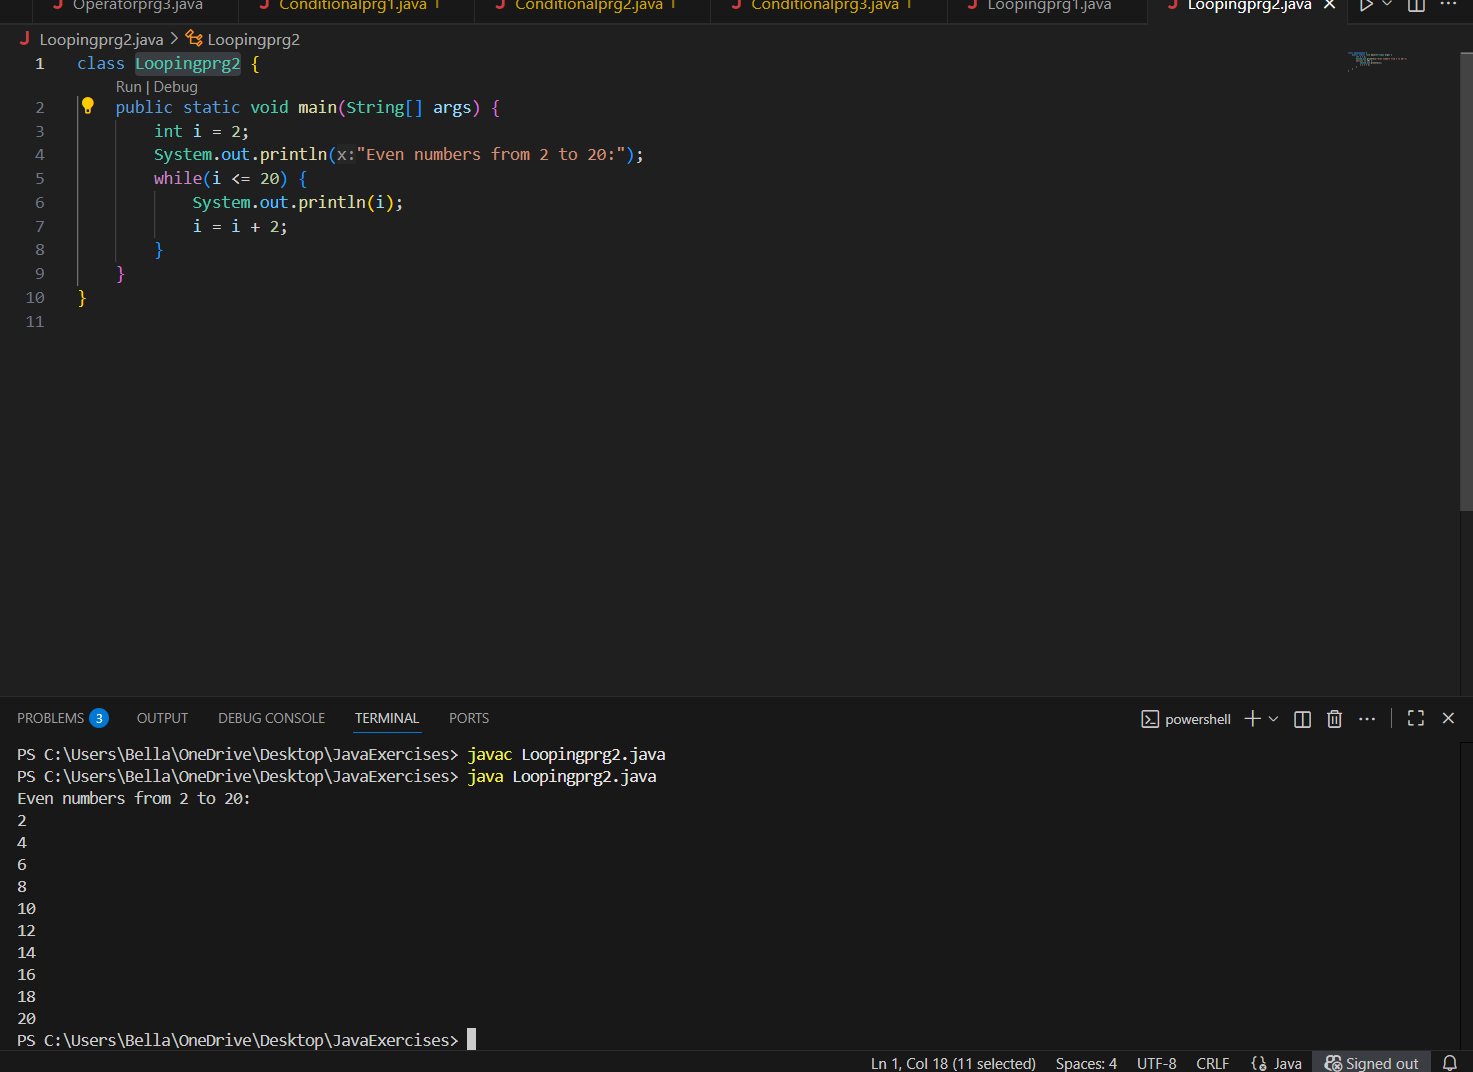 Operatorprg3.java Conditionalprg1.java 1 Conditionalprg2.java 1 Conditionalprg3.java 1 Loopingprg1.java Loopingprg2.java
Loopingprg2.java > Loopingprg2
1 class Loopingprg2 {
Run | Debug
2 public static void main(String[] args) {
3 int i = 2;
4 System.out.println(x:"Even numbers from 2 to 20:");
5 while(i <= 20) {
6 System.out.println(i);
7 i = i + 2;
8 }
9 }
10 }
11
PROBLEMS 3 OUTPUT DEBUG CONSOLE TERMINAL PORTS powershell
PS C:\Users\Bella\OneDrive\Desktop\JavaExercises> javac Loopingprg2.java
PS C:\Users\Bella\OneDrive\Desktop\JavaExercises> java Loopingprg2.java
Even numbers from 2 to 20:
2
4
6
8
10
12
14
16
18
20
PS C:\Users\Bella\OneDrive\Desktop\JavaExercises>
Ln 1, Col 18 (11 selected) Spaces: 4 UTF-8 CRLF Java Signed out